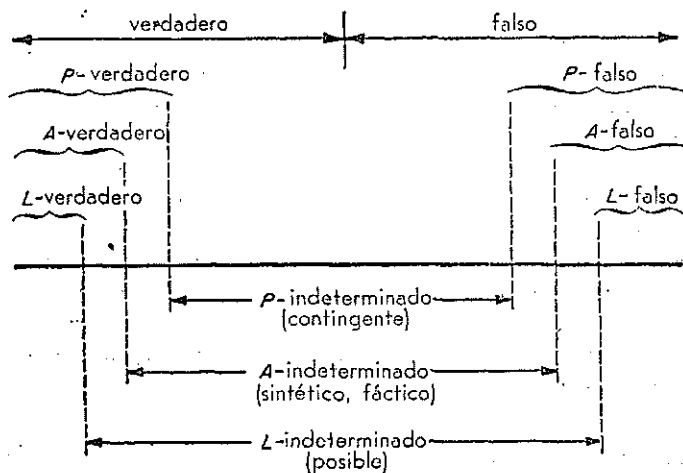 verdadero falso
P-verdadero P-falso
A-verdadero A-falso
L-verdadero L-falso
P-indeterminado
(contingente)
A-indeterminado
(sintético, fáctico)
L-indeterminado
(posible)